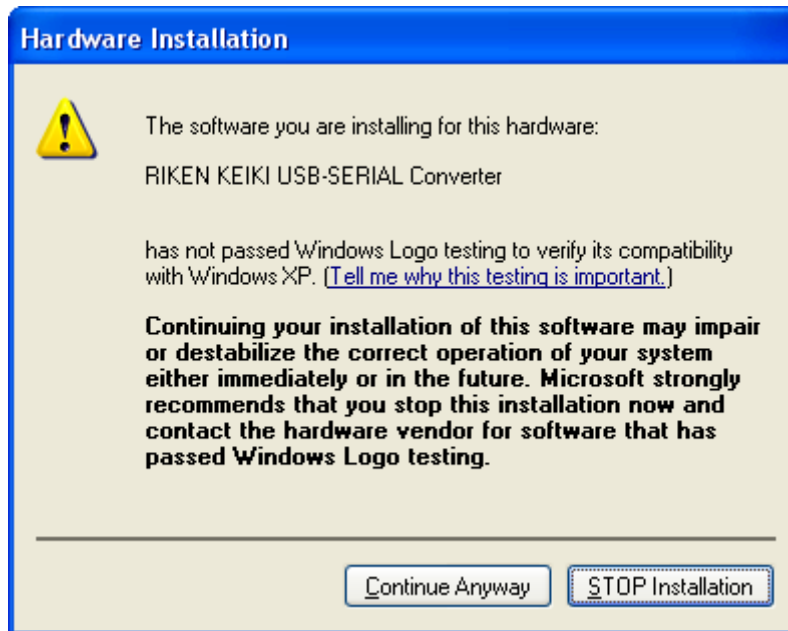 Hardware Installation
The software you are installing for this hardware:
RIKEN KEIKI USB-SERIAL Converter
has not passed Windows Logo testing to verify its compatibility
with Windows XP. (Tell me why this testing is important.)
Continuing your installation of this software may impair
or destabilize the correct operation of your system
either immediately or in the future. Microsoft strongly
recommends that you stop this installation now and
contact the hardware vendor for software that has
passed Windows Logo testing.
Continue Anyway
STOP Installation